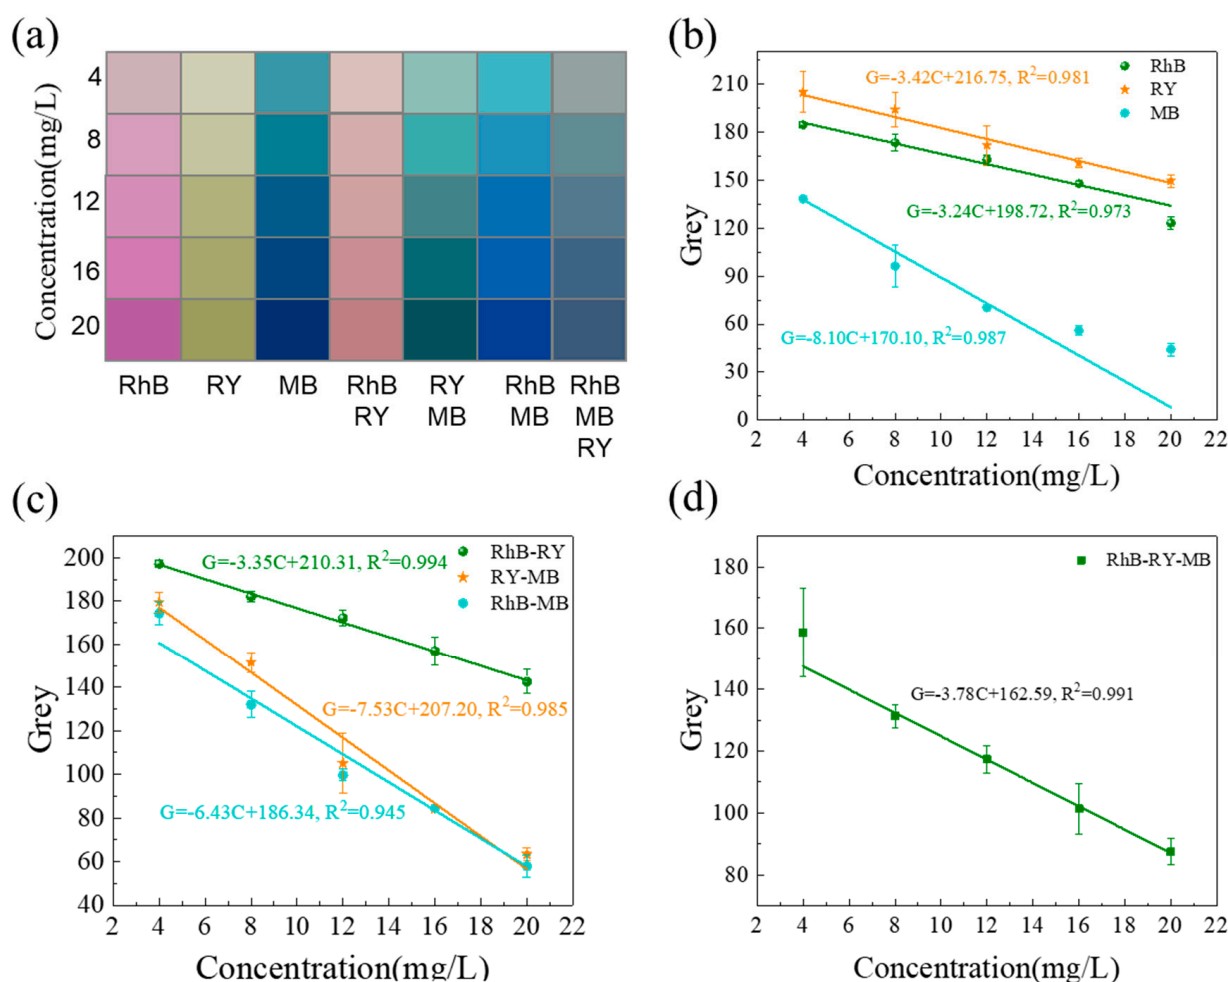 (a)
Concentration(mg/L)
4
8
12
16
20
RhB
RY
MB
RhB
RY
RY
MB
RhB
MB
RhB
MB
RY
(b)
Grey
210
180
150
120
90
60
30
0
G=-3.42C+216.75, R²=0.981
G=-3.24C+198.72, R²=0.973
G=-8.10C+170.10, R²=0.987
RhB
RY
MB
2 4 6 8 10 12 14 16 18 20 22
Concentration(mg/L)
(c)
Grey
200
180
160
140
120
100
80
60
40
G=-3.35C+210.31, R²=0.994
G=-7.53C+207.20, R²=0.985
G=-6.43C+186.34, R²=0.945
RhB-RY
RY-MB
RhB-MB
2 4 6 8 10 12 14 16 18 20 22
Concentration(mg/L)
(d)
Grey
180
160
140
120
100
80
G=-3.78C+162.59, R²=0.991
RhB-RY-MB
2 4 6 8 10 12 14 16 18 20 22
Concentration(mg/L)